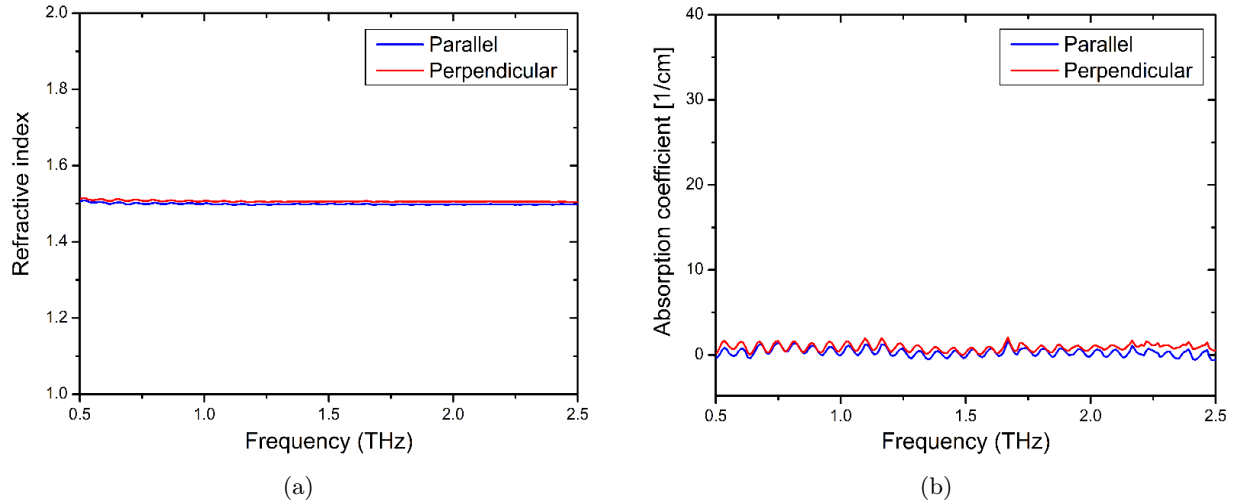 2.0
1.8
1.6
1.4
1.2
1.0
Refractive index
Parallel
Perpendicular
0.5 1.0 1.5 2.0 2.5
Frequency (THz)
(a)
40
30
20
10
0
Absorption coefficient [1/cm]
Parallel
Perpendicular
0.5 1.0 1.5 2.0 2.5
Frequency (THz)
(b)